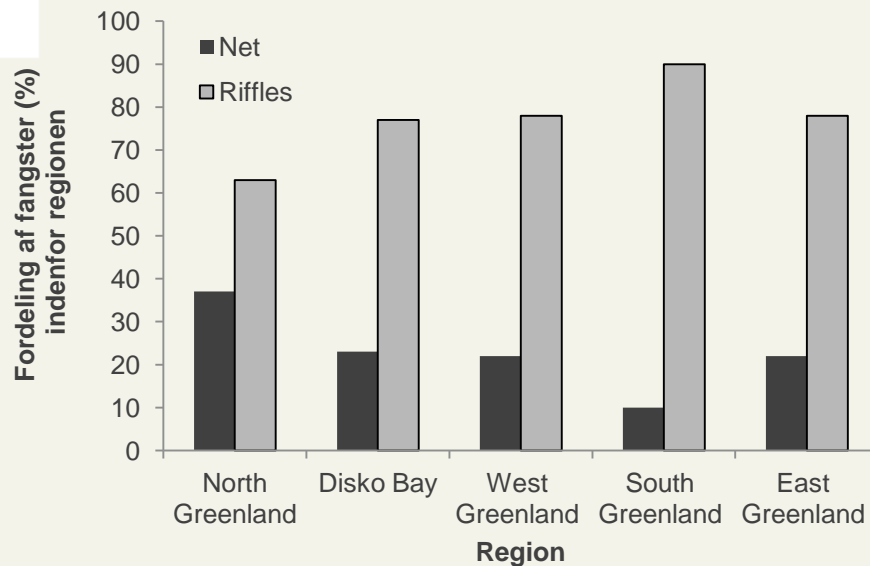 Fordeling af fangster (%)
indenfor regionen
100
90
80
70
60
50
40
30
20
10
0
Net
Riffles
North
Greenland
Disko Bay
West
Greenland
South
Greenland
East
Greenland
Region